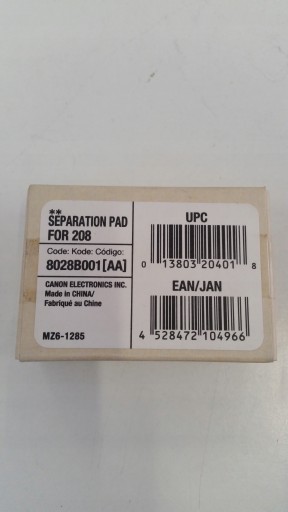 **
SEPARATION PAD
FOR 208
Code: Kode: Código:
8028B001[AA]
CANON ELECTRONICS INC.
Made in CHINA/
Fabriqué au Chine
MZ6-1285
UPC
0 13803 20401 8
EAN/JAN
4 528472 104966